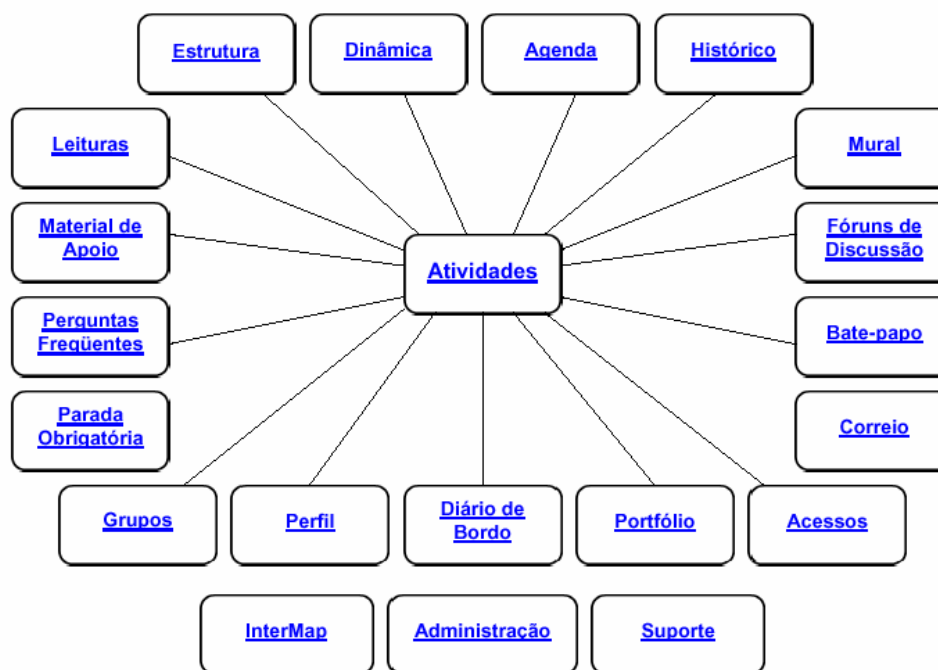 Estrutura
Dinâmica
Agenda
Histórico
Leituras
Mural
Material de
Apoio
Fóruns de
Discussão
Atividades
Perguntas
Freqüentes
Bate-papo
Parada
Obrigatória
Correio
Grupos
Perfil
Diário de
Bordo
Portfólio
Acessos
InterMap
Administração
Suporte